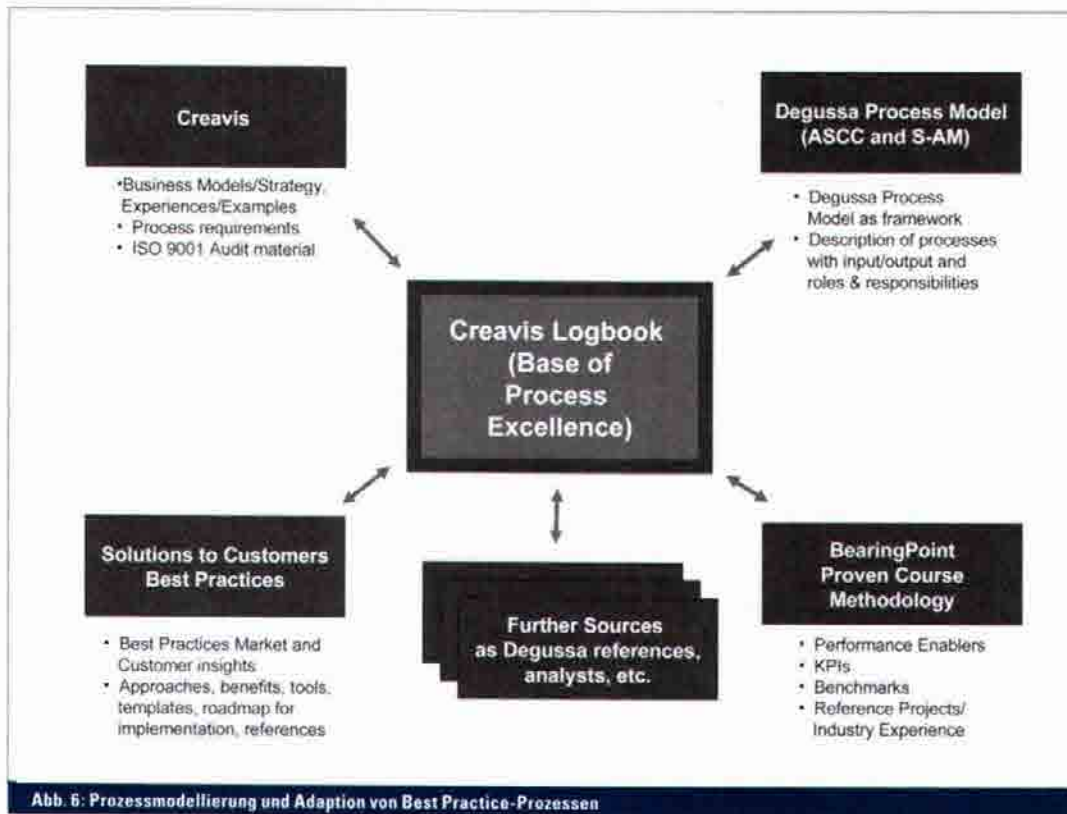 Creavis
•Business Models/Strategy,
Experiences/Examples
• Process requirements
• ISO 9001 Audit material
Degussa Process Model
(ASCC and S-AM)
• Degussa Process
Model as framework
• Description of processes
with input/output and
roles & responsibilities
Creavis Logbook
(Base of
Process
Excellence)
Solutions to Customers
Best Practices
• Best Practices Market and
Customer insights
• Approaches, benefits, tools,
templates, roadmap for
implementation, references
Further Sources
as Degussa references,
analysts, etc.
BearingPoint
Proven Course
Methodology
• Performance Enablers
• KPIs
• Benchmarks
• Reference Projects/
Industry Experience
Abb. 6: Prozessmodellierung und Adaption von Best Practice-Prozessen